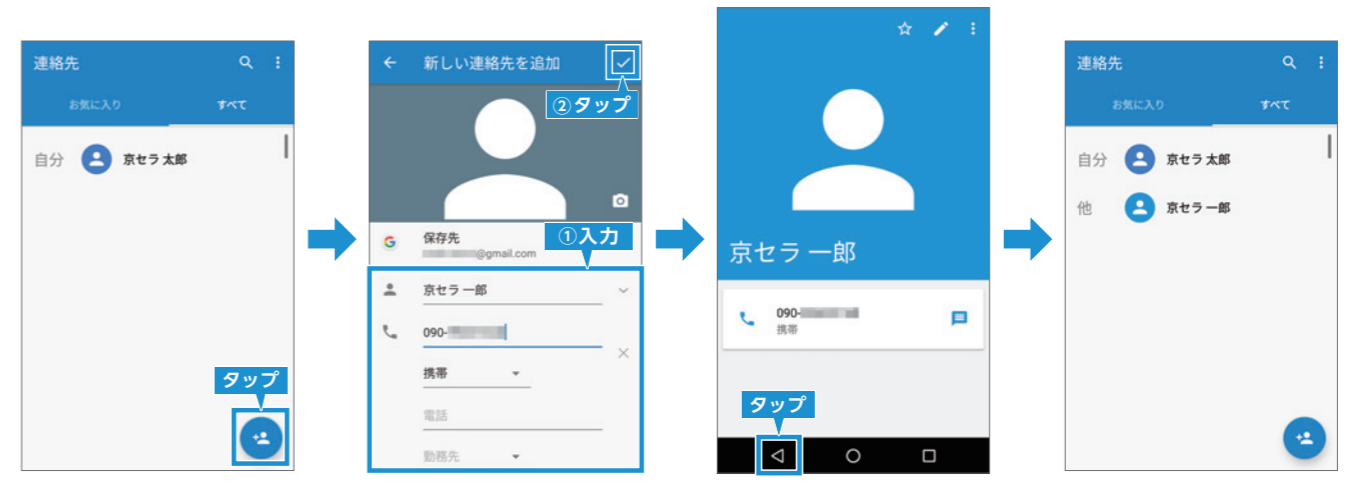 連絡先
お気に入り すべて
自分 京セラ 太郎
タップ
新しい連絡先を追加
②タップ
G 保存先
@gmail.com
①入力
京セラ 一郎
090-
携帯
電話
勤務先
京セラ 一郎
090-
携帯
タップ
連絡先
お気に入り すべて
自分 京セラ 太郎
他 京セラ 一郎